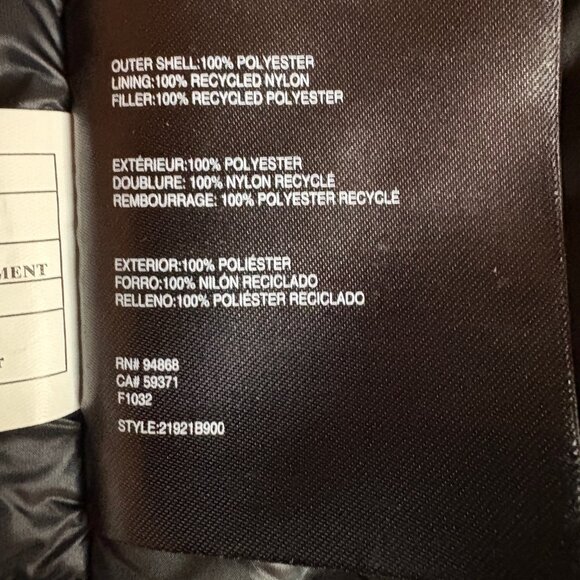 OUTER SHELL:100% POLYESTER
LINING:100% RECYCLED NYLON
FILLER:100% RECYCLED POLYESTER
EXTÉRIEUR:100% POLYESTER
DOUBLURE: 100% NYLON RECYCLÉ
REMBOURRAGE: 100% POLYESTER RECYCLÉ
EXTERIOR:100% POLIÉSTER
FORRO:100% NILÓN RECICLADO
RELLENO:100% POLIÉSTER RECICLADO
RN# 94868
CA# 59371
F1032
STYLE:21921B900